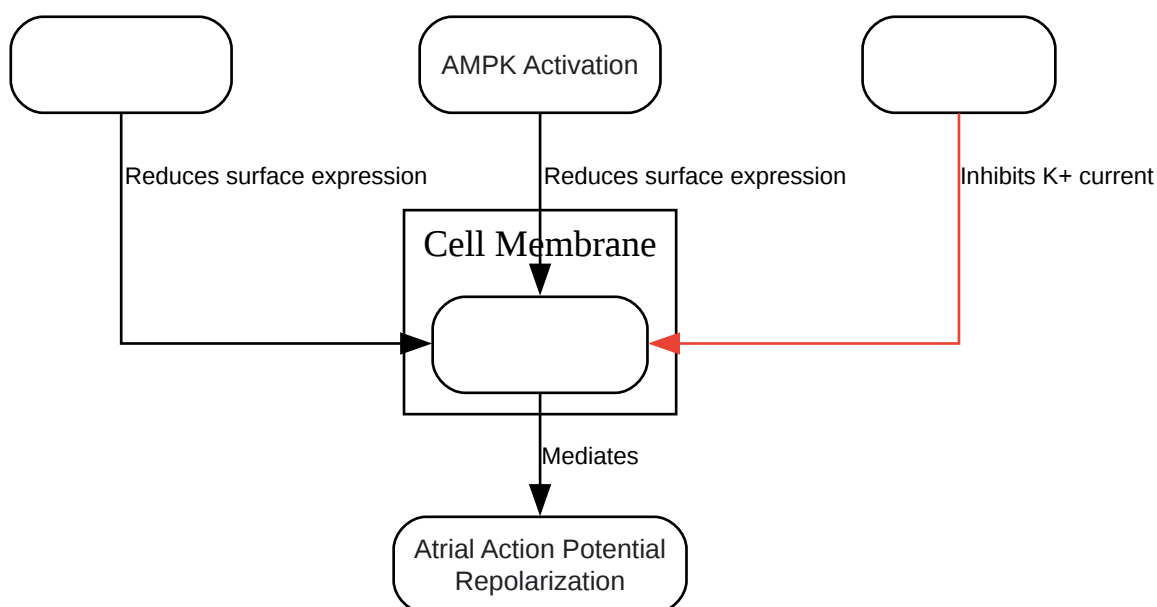 AMPK Activation
Reduces surface expression
Reduces surface expression
Inhibits K+ current
Cell Membrane
Mediates
Atrial Action Potential
Repolarization